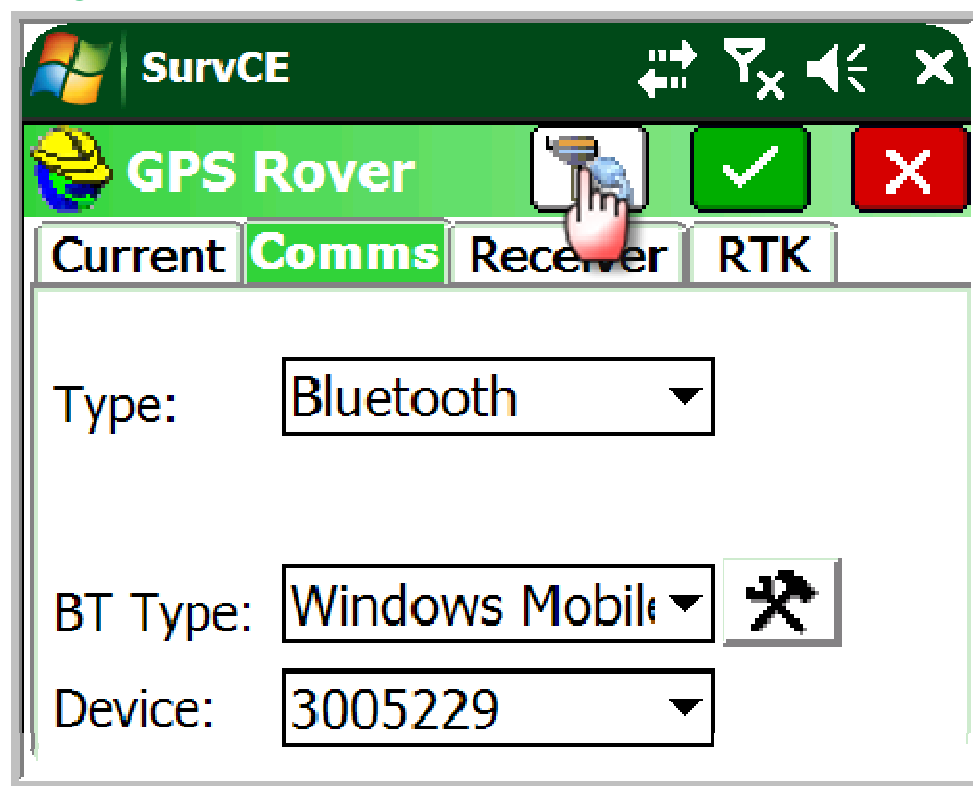 SurvCE
GPS Rover
Current Comms Receiver RTK
Type: Bluetooth
BT Type: Windows Mobile
Device: 3005229